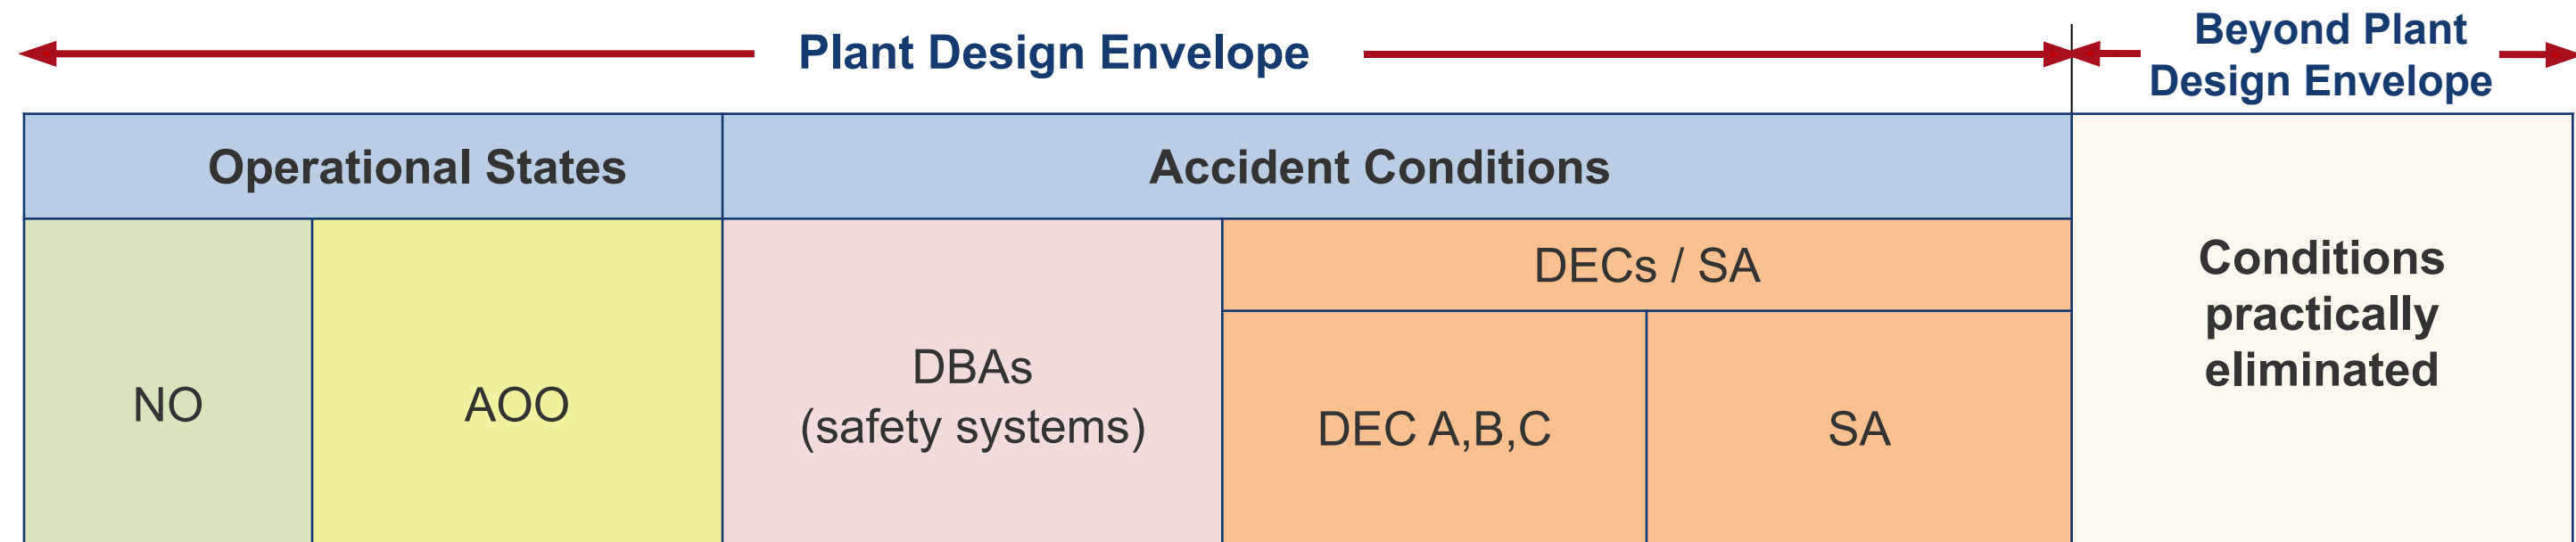 Plant Design Envelope
Beyond Plant
Design Envelope
Operational States
Accident Conditions
NO
AOO
DBAs
(safety systems)
DECs / SA
DEC A,B,C
SA
Conditions
practically
eliminated